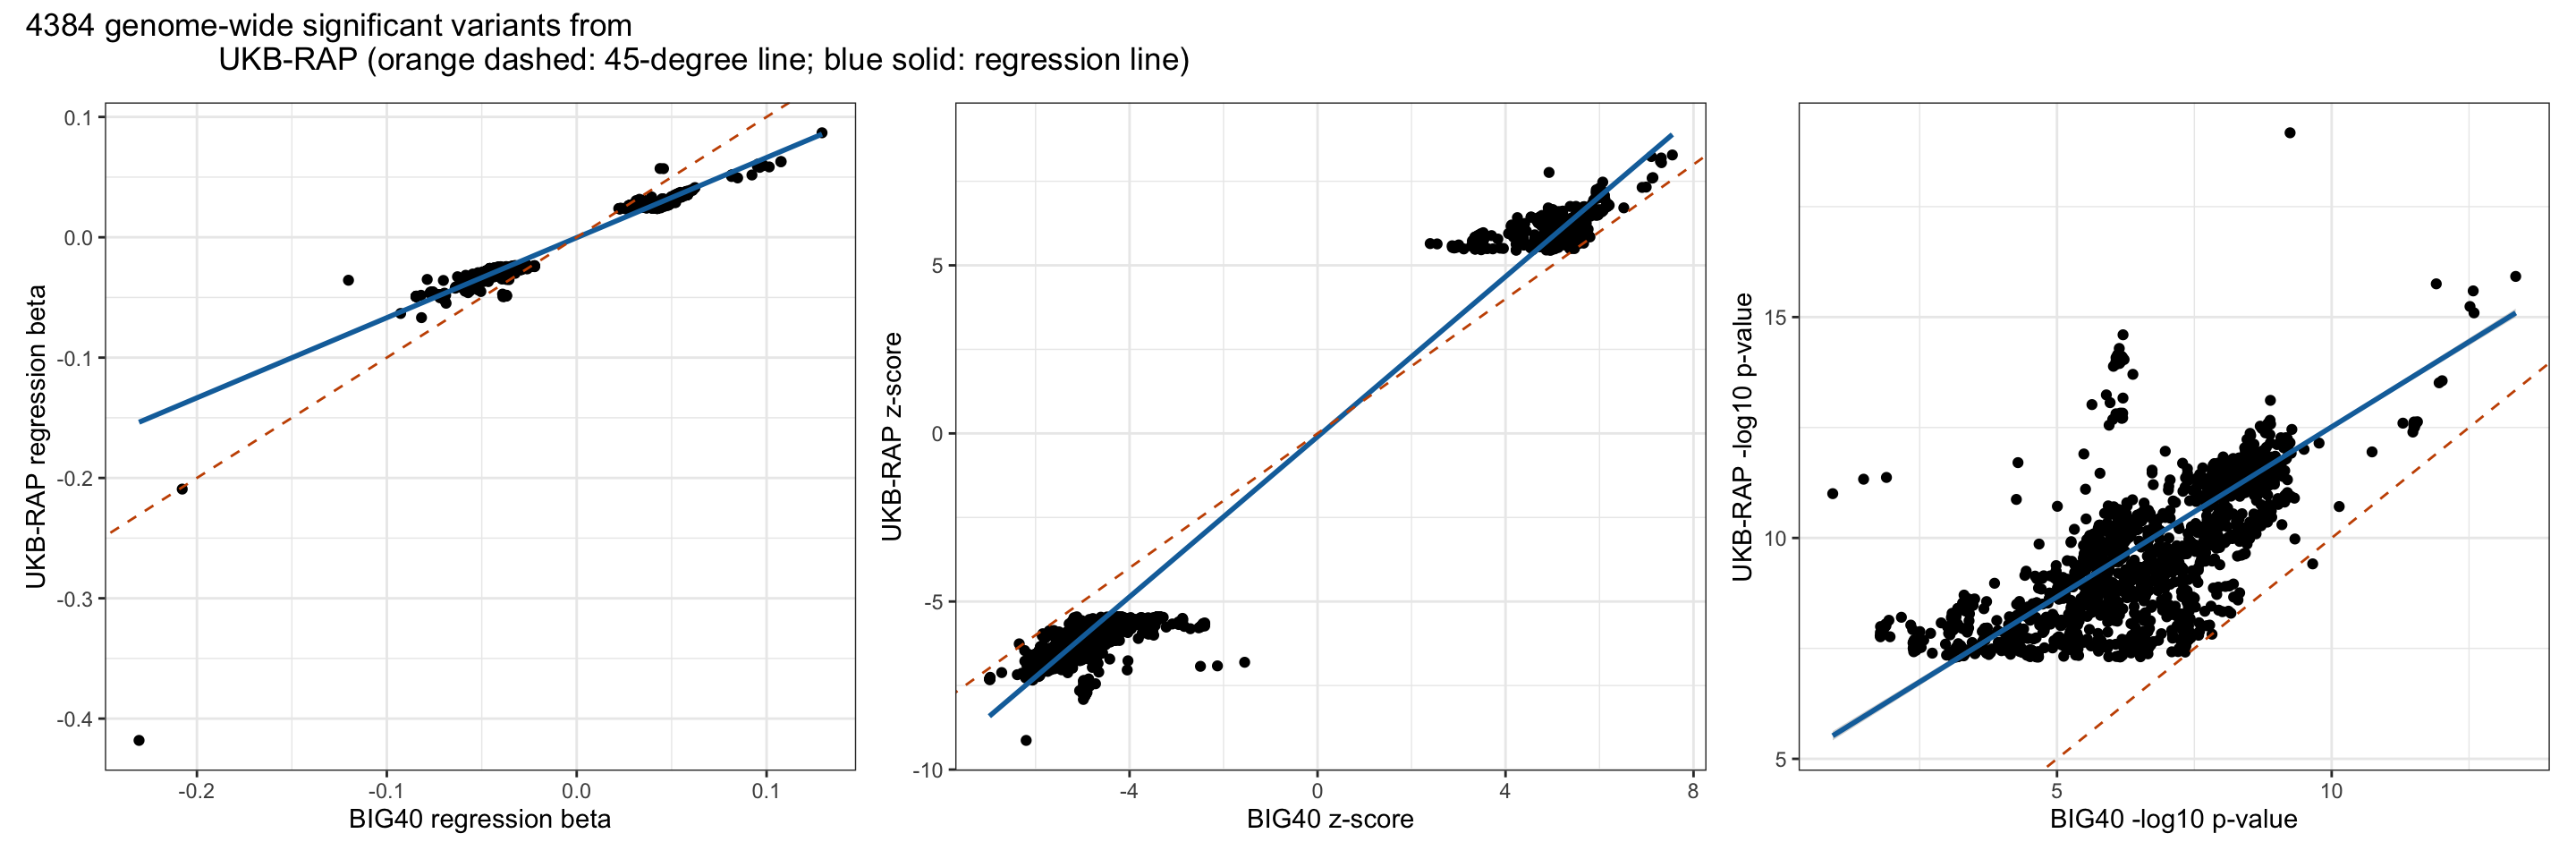 4384 genome-wide significant variants from
UKB-RAP (orange dashed: 45-degree line; blue solid: regression line)
UKB-RAP regression beta
0.1
0.0
-0.1
-0.2
-0.3
-0.4
-0.2 -0.1 0.0 0.1
BIG40 regression beta
UKB-RAP z-score
5
0
-5
-10
-4 0 4 8
BIG40 z-score
UKB-RAP -log10 p-value
15
10
5
5 10
BIG40 -log10 p-value